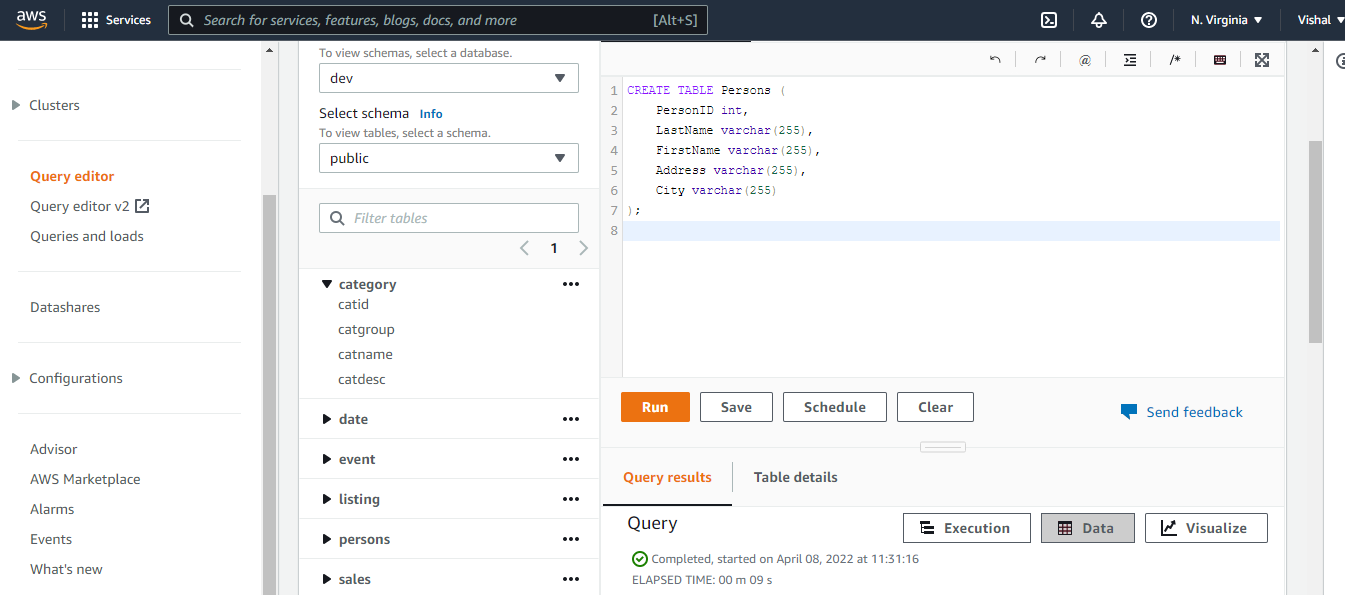 aws
Services
Search for services, features, blogs, docs, and more
[Alt+S]
N. Virginia
Vishal
Clusters
Query editor
Query editor v2
Queries and loads
Datashares
Configurations
Advisor
AWS Marketplace
Alarms
Events
What's new
To view schemas, select a database.
dev
Select schema Info
To view tables, select a schema.
public
Filter tables
1
category
catid
catgroup
catname
catdesc
date
event
listing
persons
sales
@
/*
1 CREATE TABLE Persons (
2 PersonID int,
3 LastName varchar(255),
4 FirstName varchar(255),
5 Address varchar(255),
6 City varchar(255)
7 );
8
Run
Save
Schedule
Clear
Send feedback
Query results
Table details
Query
Execution
Data
Visualize
Completed, started on April 08, 2022 at 11:31:16
ELAPSED TIME: 00 m 09 s